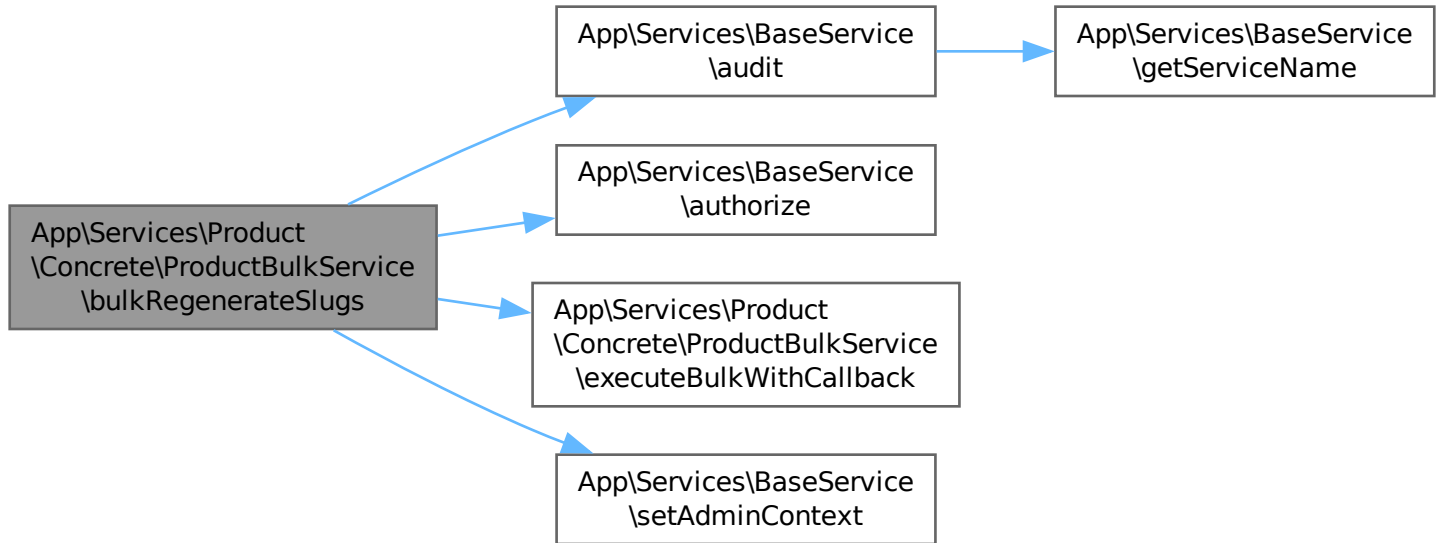 App\Services\BaseService
\audit
App\Services\BaseService
\getServiceName
App\Services\BaseService
\authorize
App\Services\Product
\Concrete\ProductBulkService
\bulkRegenerateSlugs
App\Services\Product
\Concrete\ProductBulkService
\executeBulkWithCallback
App\Services\BaseService
\setAdminContext